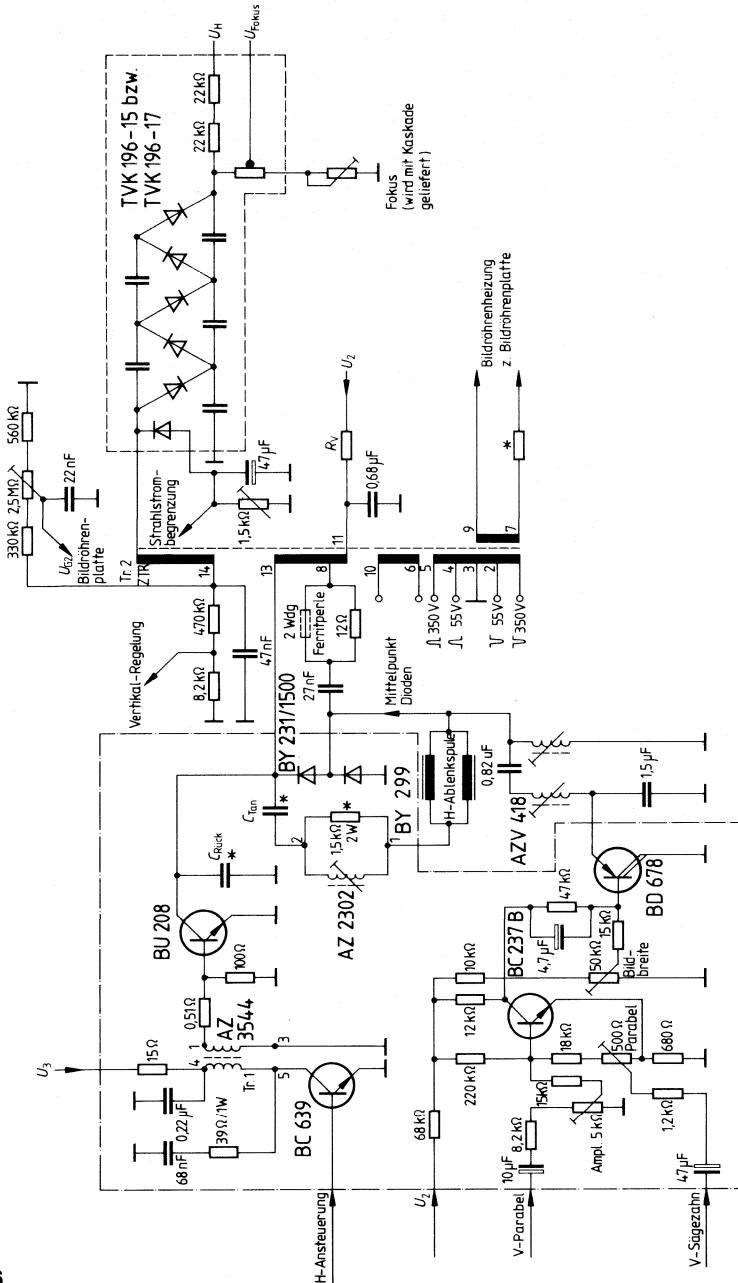 U_H
U_Fokus
TVK 196-15 bzw.
TVK 196-17
22kΩ
22kΩ
Fokus
(wird mit Kaskade
geliefert)
560kΩ
2,5MΩ
330kΩ
22nF
U_G2
Bildröhren-
platte
Strahlstrom-
begrenzung
47µF
1,5kΩ
U_2
R_V
0,68µF
Bildröhrenheizung
z. Bildröhrenplatte
*
9
7
Tr. 2
ZTR
14
13
11
8
10
6
5
4
3
2
350V
55V
55V
350V
470kΩ
8,2kΩ
47nF
Vertikal-Regelung
2 Wdg
Ferritperle
12Ω
27nF
Mittelpunkt
Dioden
BY 231/1500
BY 299
C_Tan
*
C_Rück
*
2
1,5kΩ
2W
*
1
AZ 2302
H-Ablenkspule
0,82 uF
AZV 418
1,5µF
BU 208
100Ω
0,51Ω
AZ
3544
U_3
15Ω
1
4
3
5
Tr.1
0,22µF
68nF
39Ω/1W
BC 639
H-Ansteuerung
BD 678
BC 237 B
47kΩ
4,7µF
15kΩ
50kΩ
Bild-
breite
10kΩ
12kΩ
220kΩ
68kΩ
18kΩ
500Ω
Parabel
680Ω
15kΩ
8,2kΩ
Ampl. 5kΩ
10µF
1,2kΩ
47µF
U_2
V-Parabel
V-Sägezahn